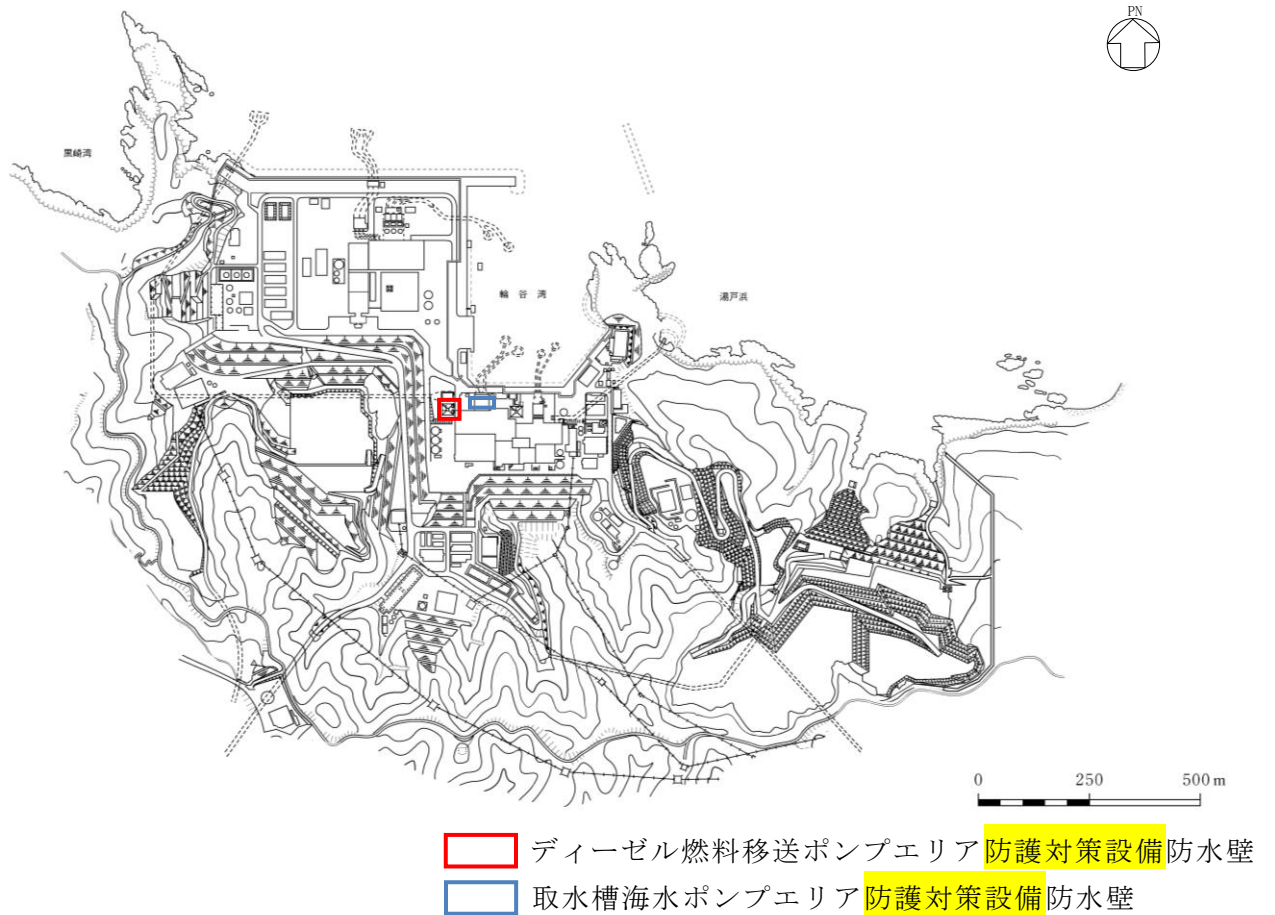 PN
黒崎湾
輪谷湾
湯戸浜
0 250 500m
ディーゼル燃料移送ポンプエリア防護対策設備防水壁
取水槽海水ポンプエリア防護対策設備防水壁